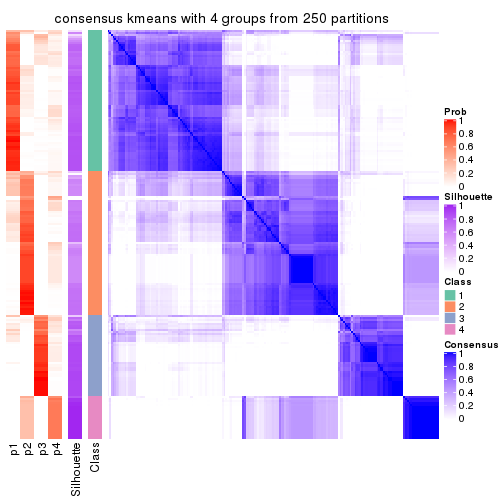 consensus kmeans with 4 groups from 250 partitions
Prob
1
0.8
0.6
0.4
0.2
0
Silhouette
1
0.8
0.6
0.4
0.2
0
Class
1
2
3
4
Consensus
1
0.8
0.6
0.4
0.2
0
p1
p2
p3
p4
Silhouette
Class